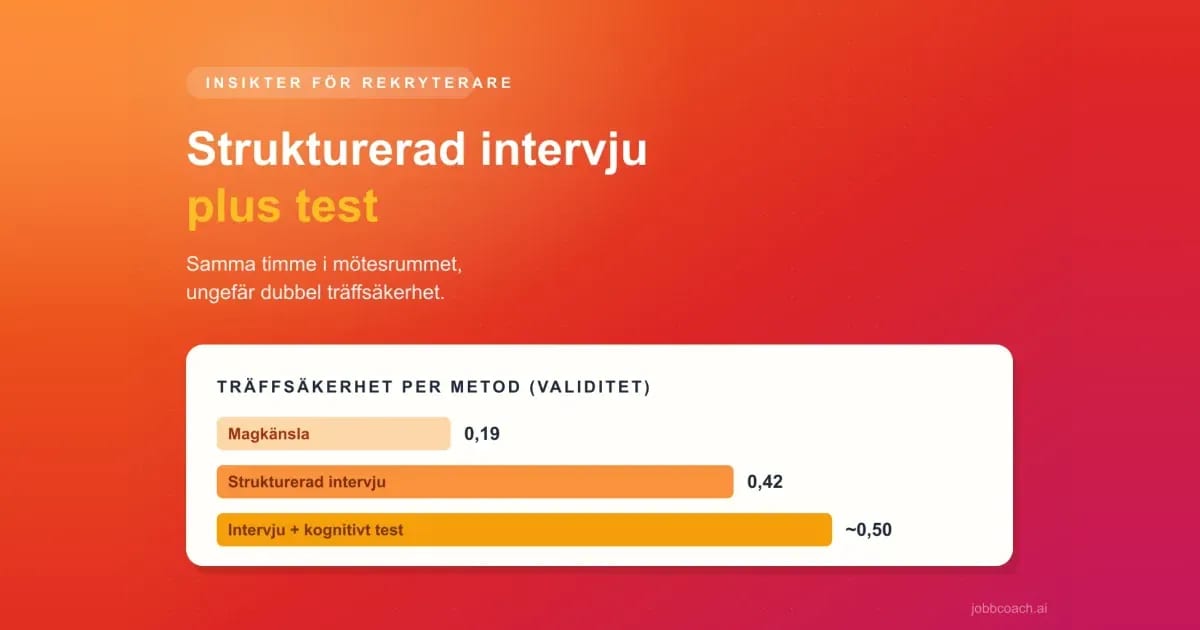 INSIKTER FÖR REKRYTERARE
Strukturerad intervju
plus test
Samma timme i mötesrummet,
ungefär dubbel träffsäkerhet.
TRÄFFSÄKERHET PER METOD (VALIDITET)
Magkänsla 0,19
Strukturerad intervju 0,42
Intervju + kognitivt test ~0,50
jobbcoach.ai